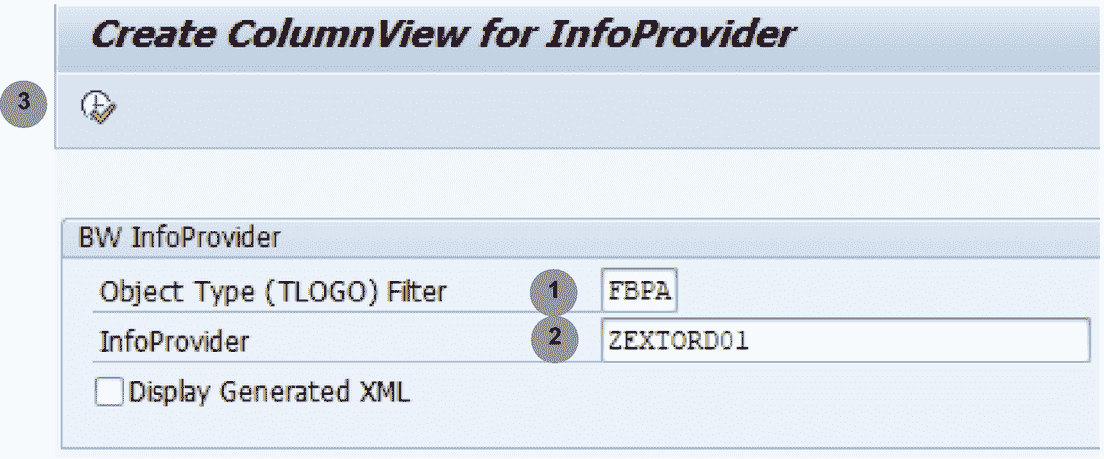 Create ColumnView for InfoProvider
3
BW InfoProvider
Object Type (TLOGO) Filter 1 FBPA
InfoProvider 2 ZEXTORD01
Display Generated XML